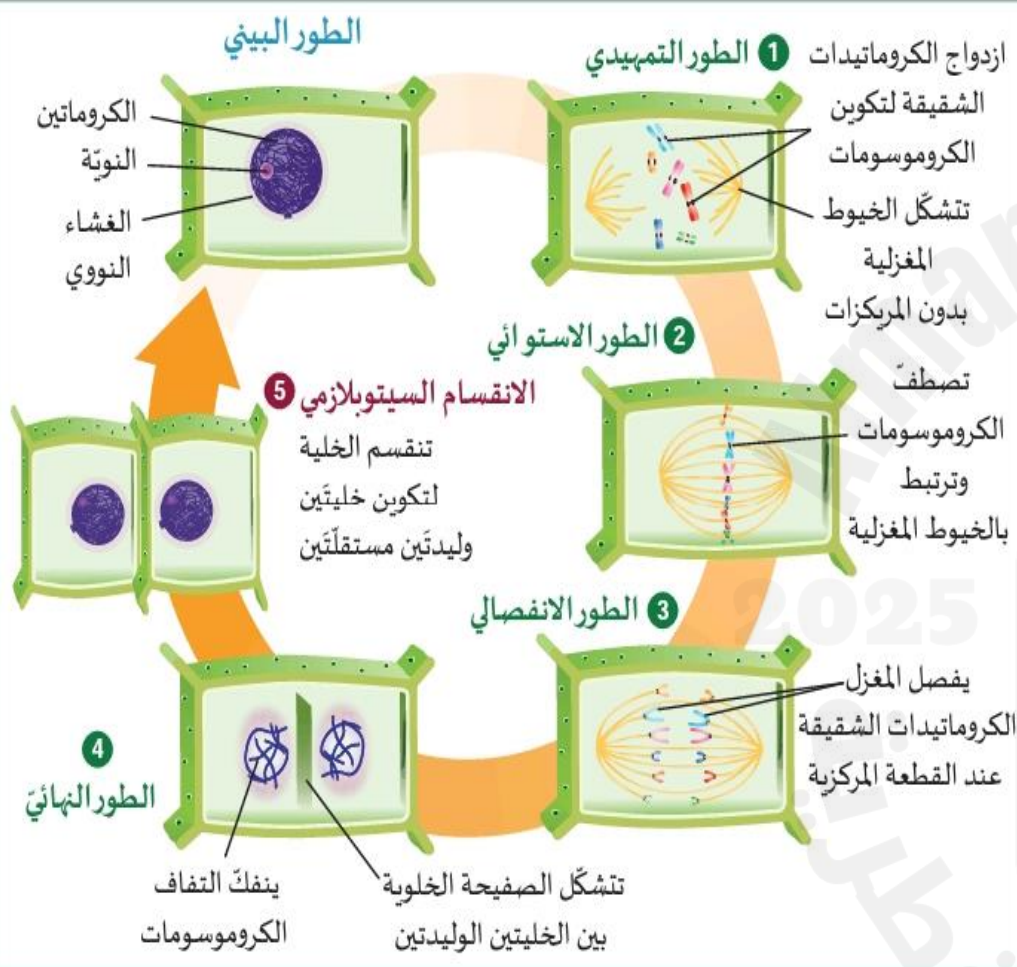 الطور البيني
الكروماتين
النويّة
الغشاء
النووي
1 الطور التمهيدي
ازدواج الكروماتيدات
الشقيقة لتكوين
الكروموسومات
تتشكّل الخيوط
المغزلية
بدون المريكزات
2 الطور الاستوائي
تصطفّ
الكروموسومات
وترتبط
بالخيوط المغزلية
3 الطور الانفصالي
يفصل المغزل
الكروماتيدات الشقيقة
عند القطعة المركزية
4
الطور النهائيّ
تتشكّل الصفيحة الخلوية
بين الخليتين الوليدتين
ينفكّ التفاف
الكروموسومات
5 الانقسام السيتوبلازمي
تنقسم الخلية
لتكوين خليتَين
وليدتَين مستقلّتَين
2025